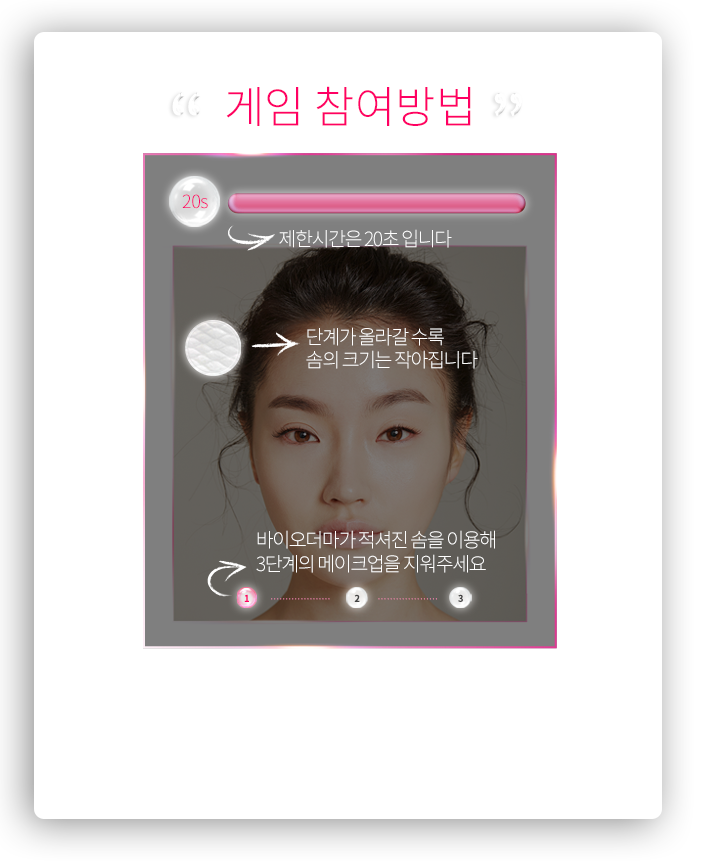 “ 게임 참여방법 ”
20s
제한시간은 20초 입니다
단계가 올라갈 수록
솜의 크기는 작아집니다
바이오더마가 적셔진 솜을 이용해
3단계의 메이크업을 지워주세요
1 2 3